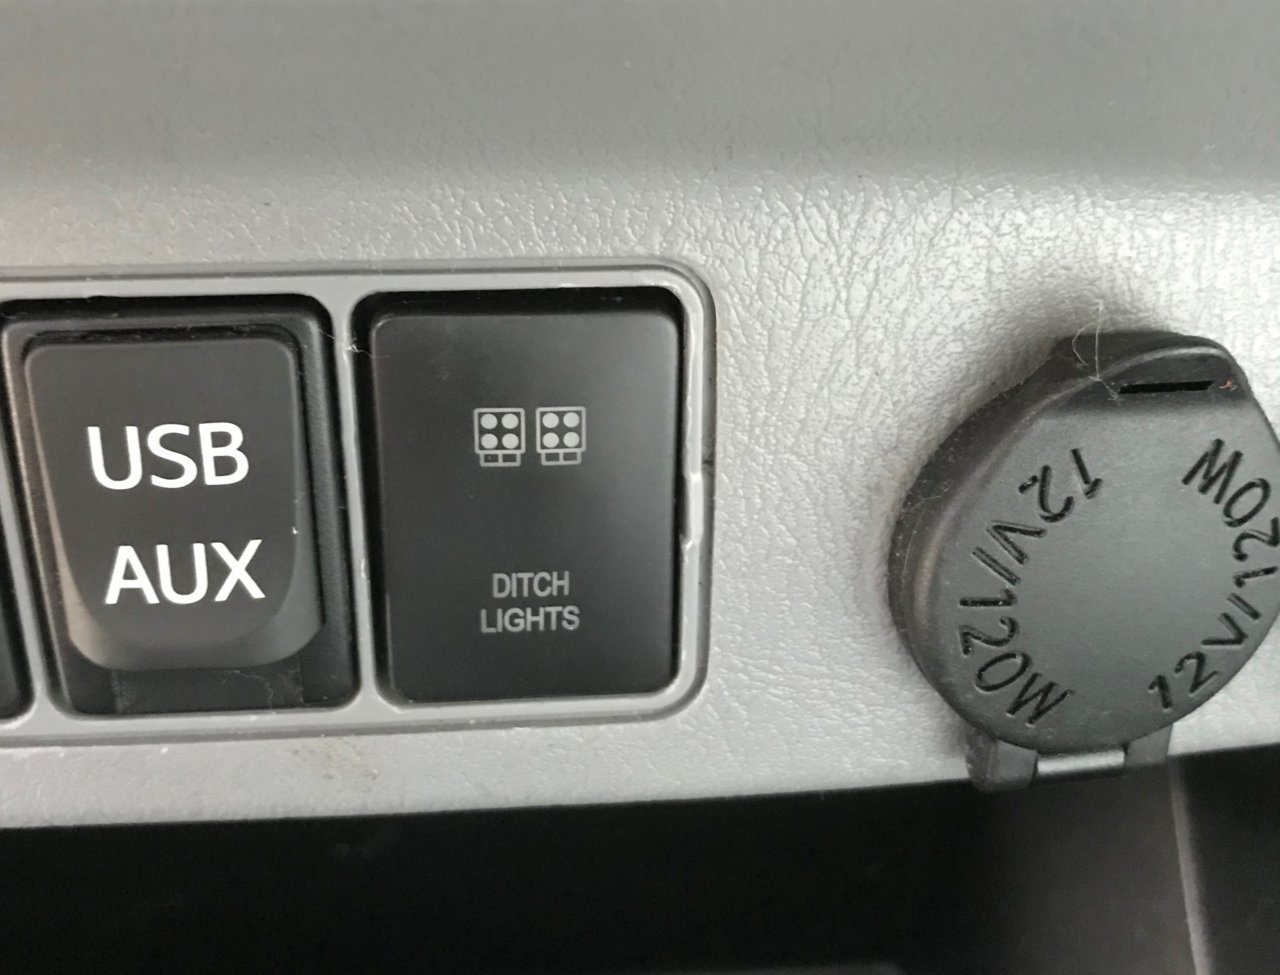 USB
AUX
DITCH
LIGHTS
12V/120W
12V/120W